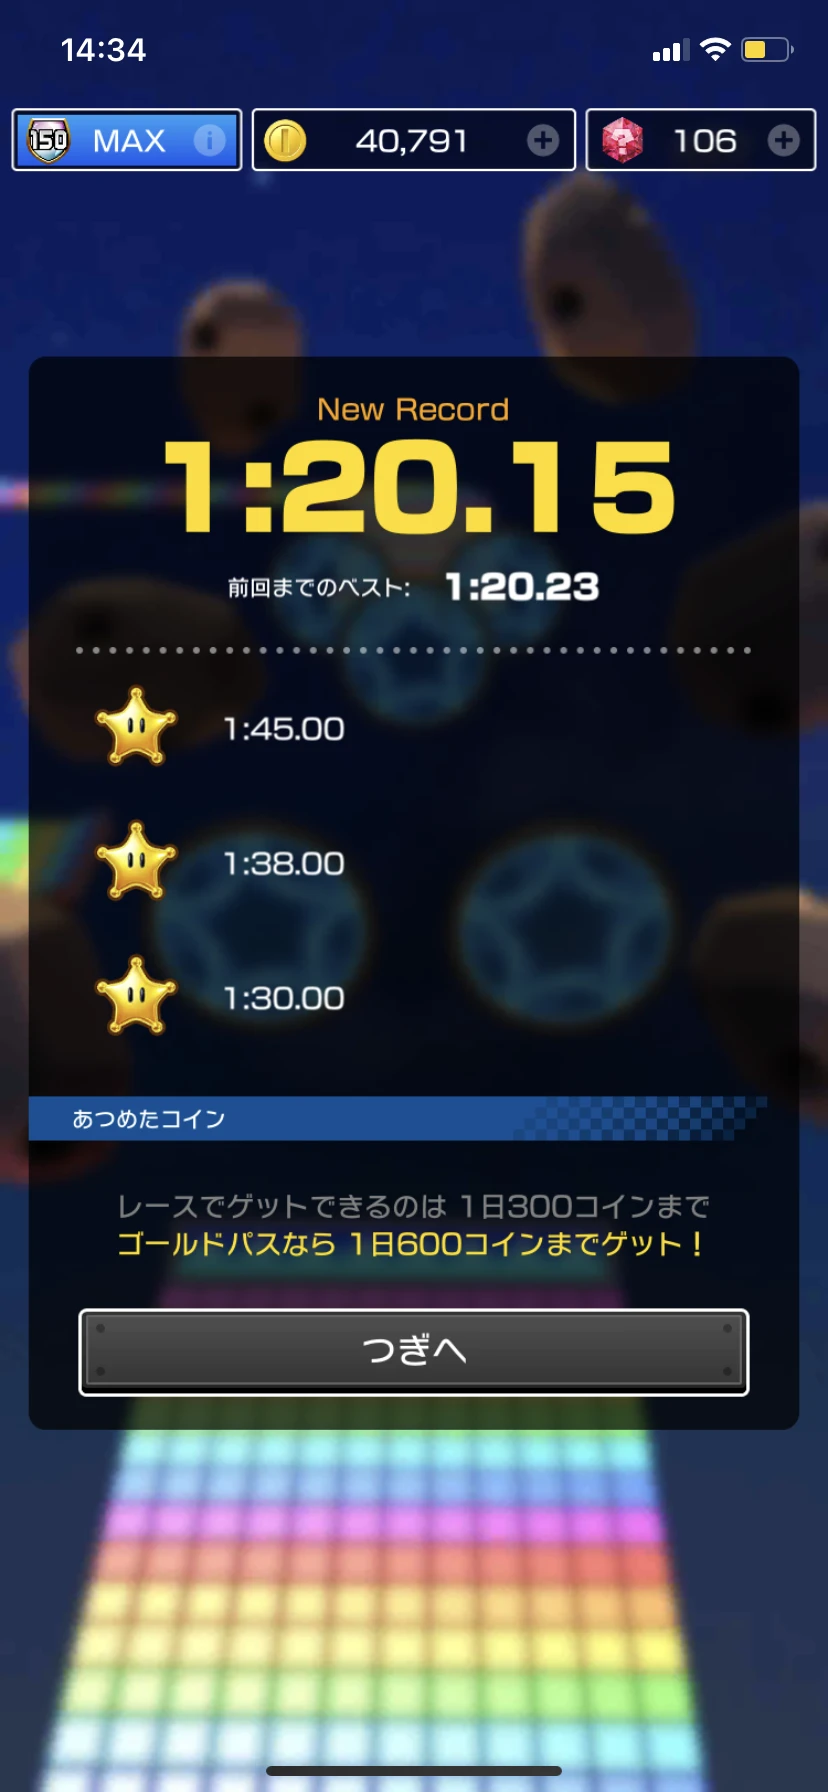 14:34
150 MAX i 40,791 + ? 106 +
New Record
1:20.15
前回までのベスト: 1:20.23
1:45.00
1:38.00
1:30.00
あつめたコイン
レースでゲットできるのは 1日300コインまで
ゴールドパスなら 1日600コインまでゲット！
つぎへ